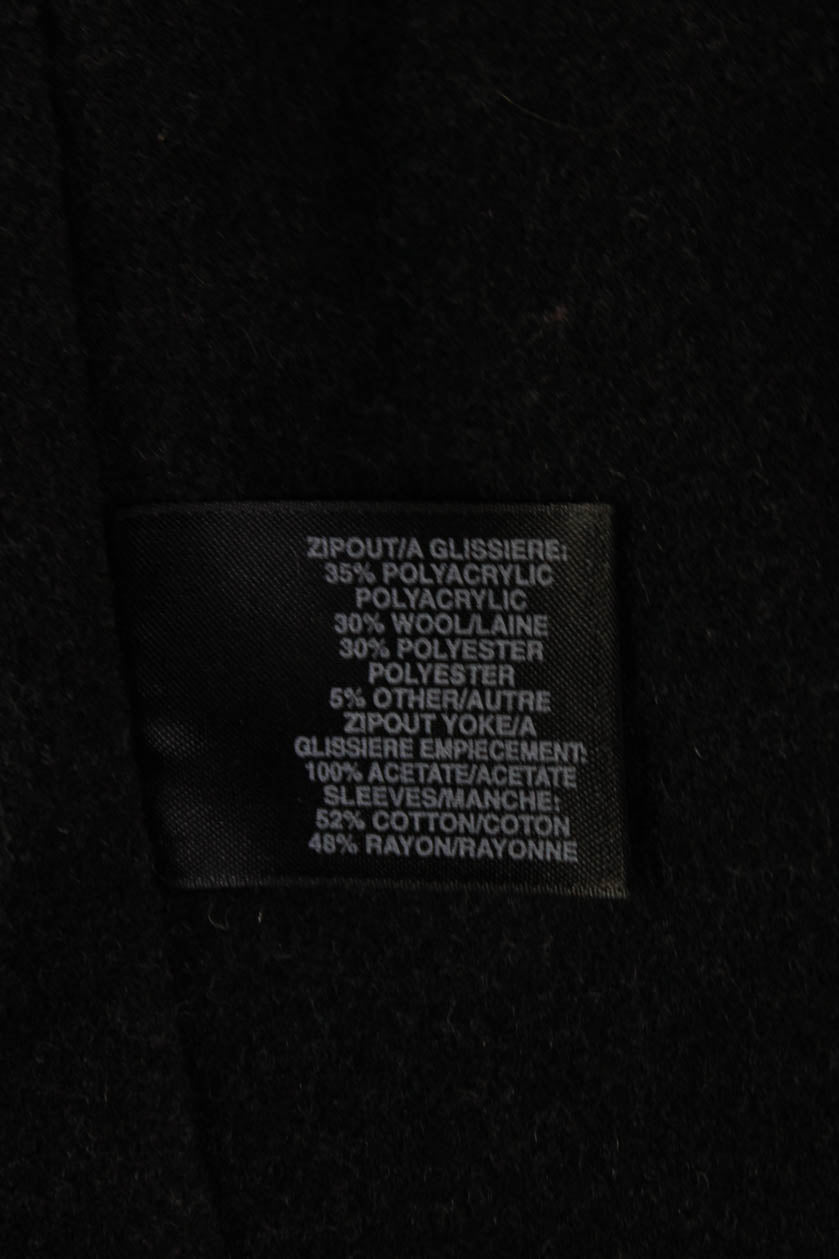 ZIPOUT/A GLISSIERE:
35% POLYACRYLIC
POLYACRYLIC
30% WOOL/LAINE
30% POLYESTER
POLYESTER
5% OTHER/AUTRE
ZIPOUT YOKE/A
GLISSIERE EMPIECEMENT:
100% ACETATE/ACETATE
SLEEVES/MANCHE:
52% COTTON/COTON
48% RAYON/RAYONNE